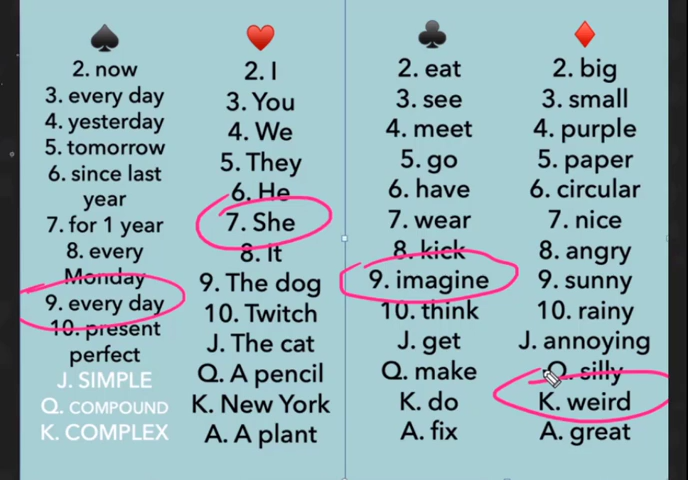 2. now
3. every day
4. yesterday
5. tomorrow
6. since last
year
7. for 1 year
8. every
Monday
9. every day
10. present
perfect
J. SIMPLE
Q. COMPOUND
K. COMPLEX
2. I
3. You
4. We
5. They
6. He
7. She
8. It
9. The dog
10. Twitch
J. The cat
Q. A pencil
K. New York
A. A plant
2. eat
3. see
4. meet
5. go
6. have
7. wear
8. kick
9. imagine
10. think
J. get
Q. make
K. do
A. fix
2. big
3. small
4. purple
5. paper
6. circular
7. nice
8. angry
9. sunny
10. rainy
J. annoying
Q. silly
K. weird
A. great